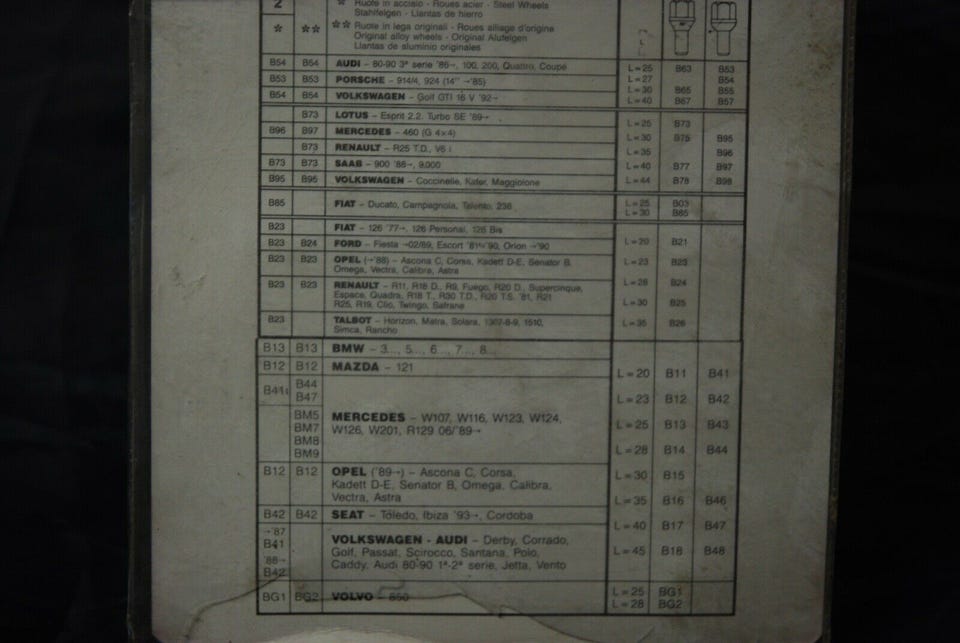 2 * Ruote in acciaio - Roues acier - Steel Wheels
Stahlfelgen - Llantas de hierro
* ** ** Ruote in lega originali - Roues alliage d'origine
Original alloy wheels - Original Alufelgen
Llantas de aluminio originales
B54 B54 AUDI - 80-90 3ª serie '86→, 100, 200, Quattro, Coupé L=25 B63 B53
B53 B53 PORSCHE - 914/4, 924 (14" →'85) L=27 B54
B54 B54 VOLKSWAGEN - Golf GTI 16 V '92→ L=30 B65 B55
L=40 B67 B57
B73 LOTUS - Esprit 2.2. Turbo SE '89→ L=25 B73
B96 B97 MERCEDES - 460 (G 4×4) L=30 B75 B95
B73 RENAULT - R25 T.D., V6 i L=35 B96
B73 B73 SAAB - 900 '86→, 9.000 L=40 B77 B97
B95 B95 VOLKSWAGEN - Coccinelle, Kafer, Maggiolone L=44 B78 B98
B85 FIAT - Ducato, Campagnola, Talento, 238 L=25 B03
L=30 B85
B23 FIAT - 126 '77→, 126 Personal, 126 Bis
B23 B24 FORD - Fiesta →02/89, Escort '90, Orion →'90 L=20 B21
B23 B23 OPEL (→'88) - Ascona C, Corsa, Kadett D-E, Senator B, L=23 B23
Omega, Vectra, Calibra, Astra
B23 B23 RENAULT - R11, R18 D., R9, Fuego, R20 D., Supercinque, L=28 B24
Espace, Quadra, R18 T., R30 T.D., R20 T.S. '81, R21
R25, R19, Clio, Twingo, Safrane L=30 B25
B23 TALBOT - Horizon, Matra, Solara, 1307-8-9, 1510, L=35 B26
Simca, Rancho
B13 B13 BMW - 3..., 5..., 6..., 7..., 8...
B12 B12 MAZDA - 121 L=20 B11 B41
B44
B47
L=23 B12 B42
BM5 MERCEDES - W107, W116, W123, W124,
BM7 W126, W201, R129 06/'89→ L=25 B13 B43
BM8
BM9 L=28 B14 B44
B12 B12 OPEL ('89→) - Ascona C, Corsa, L=30 B15
Kadett D-E, Senator B, Omega, Calibra,
Vectra, Astra L=35 B16 B46
B42 B42 SEAT - Toledo, Ibiza '93→, Cordoba
→'87 L=40 B17 B47
B41 VOLKSWAGEN - AUDI - Derby, Corrado,
'88→ Golf, Passat, Scirocco, Santana, Polo, L=45 B18 B48
B42 Caddy, Audi 80-90 1ª-2ª serie, Jetta, Vento
BG1 BG2 VOLVO - 850 L=25 BG1
L=28 BG2